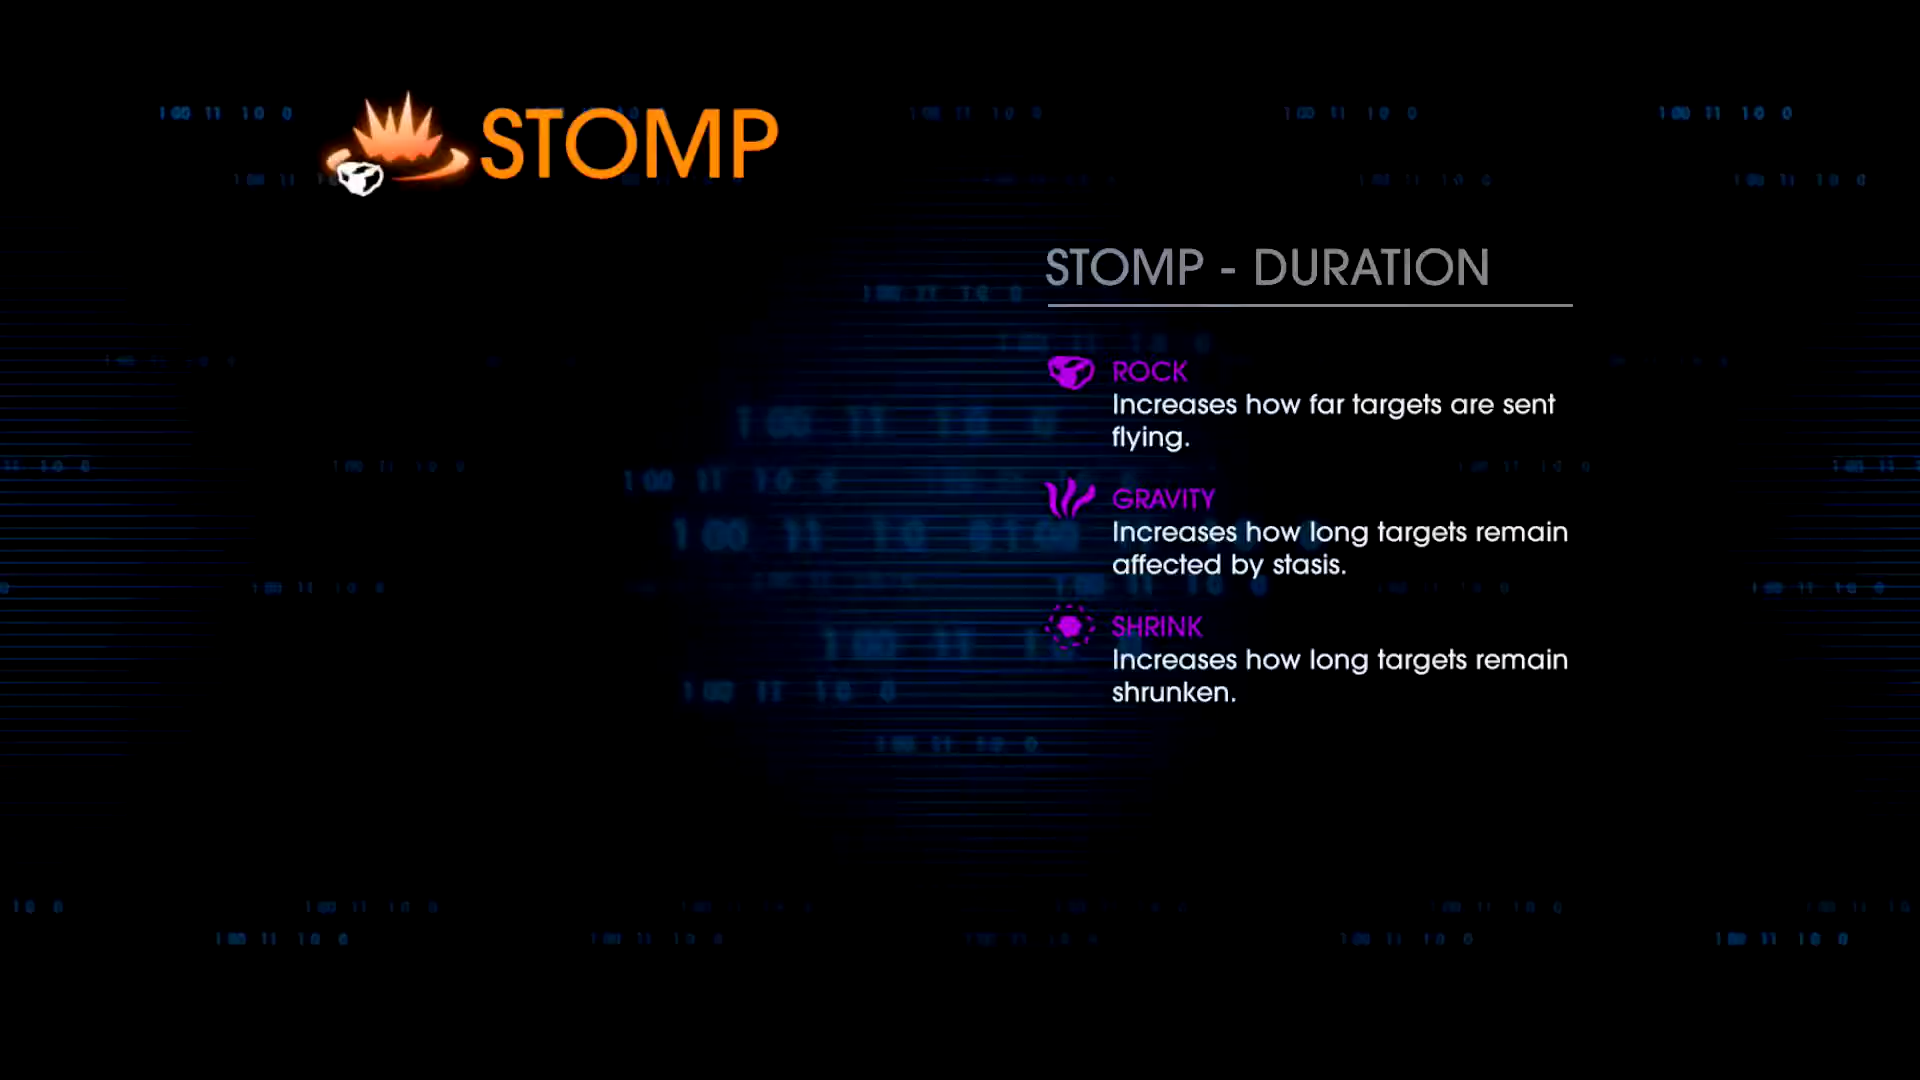 STOMP
STOMP - DURATION
ROCK
Increases how far targets are sent
flying.
GRAVITY
Increases how long targets remain
affected by stasis.
SHRINK
Increases how long targets remain
shrunken.